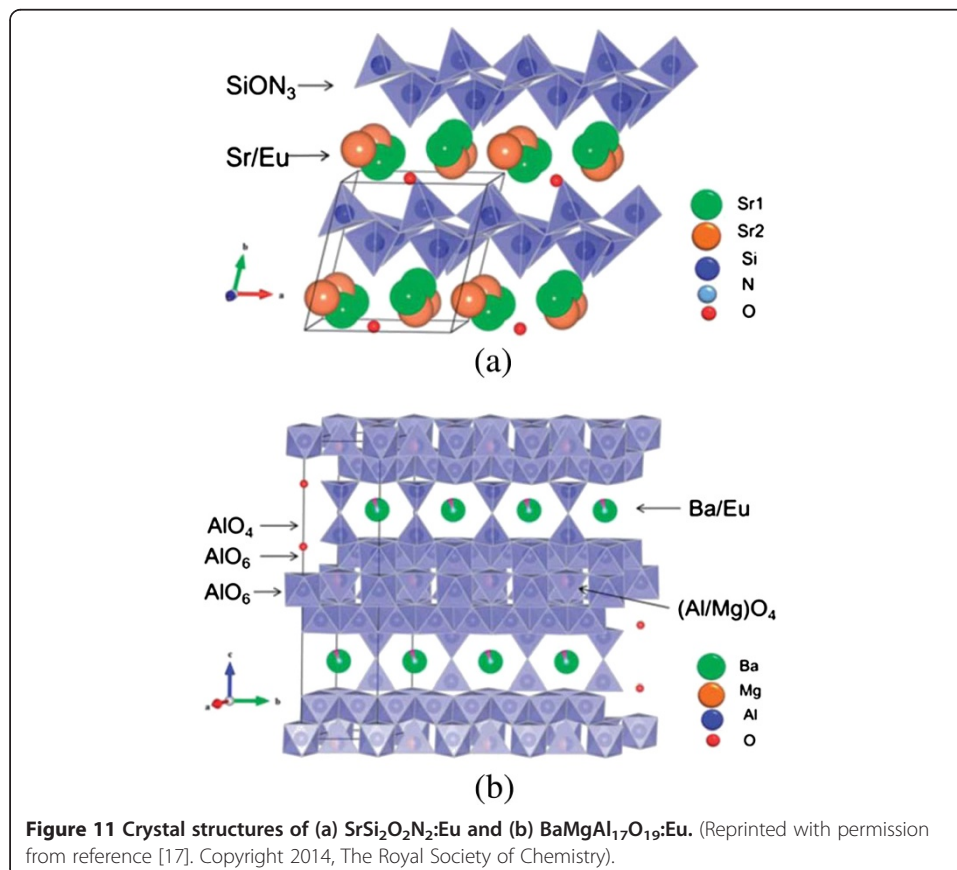 SiON₃
Sr/Eu
b
a
Sr1
Sr2
Si
N
O
(a)
AlO₄
AlO₆
AlO₆
Ba/Eu
(Al/Mg)O₄
c
a
b
Ba
Mg
Al
O
(b)
Figure 11 Crystal structures of (a) SrSi₂O₂N₂:Eu and (b) BaMgAl₁₇O₁₉:Eu. (Reprinted with permission
from reference [17]. Copyright 2014, The Royal Society of Chemistry).